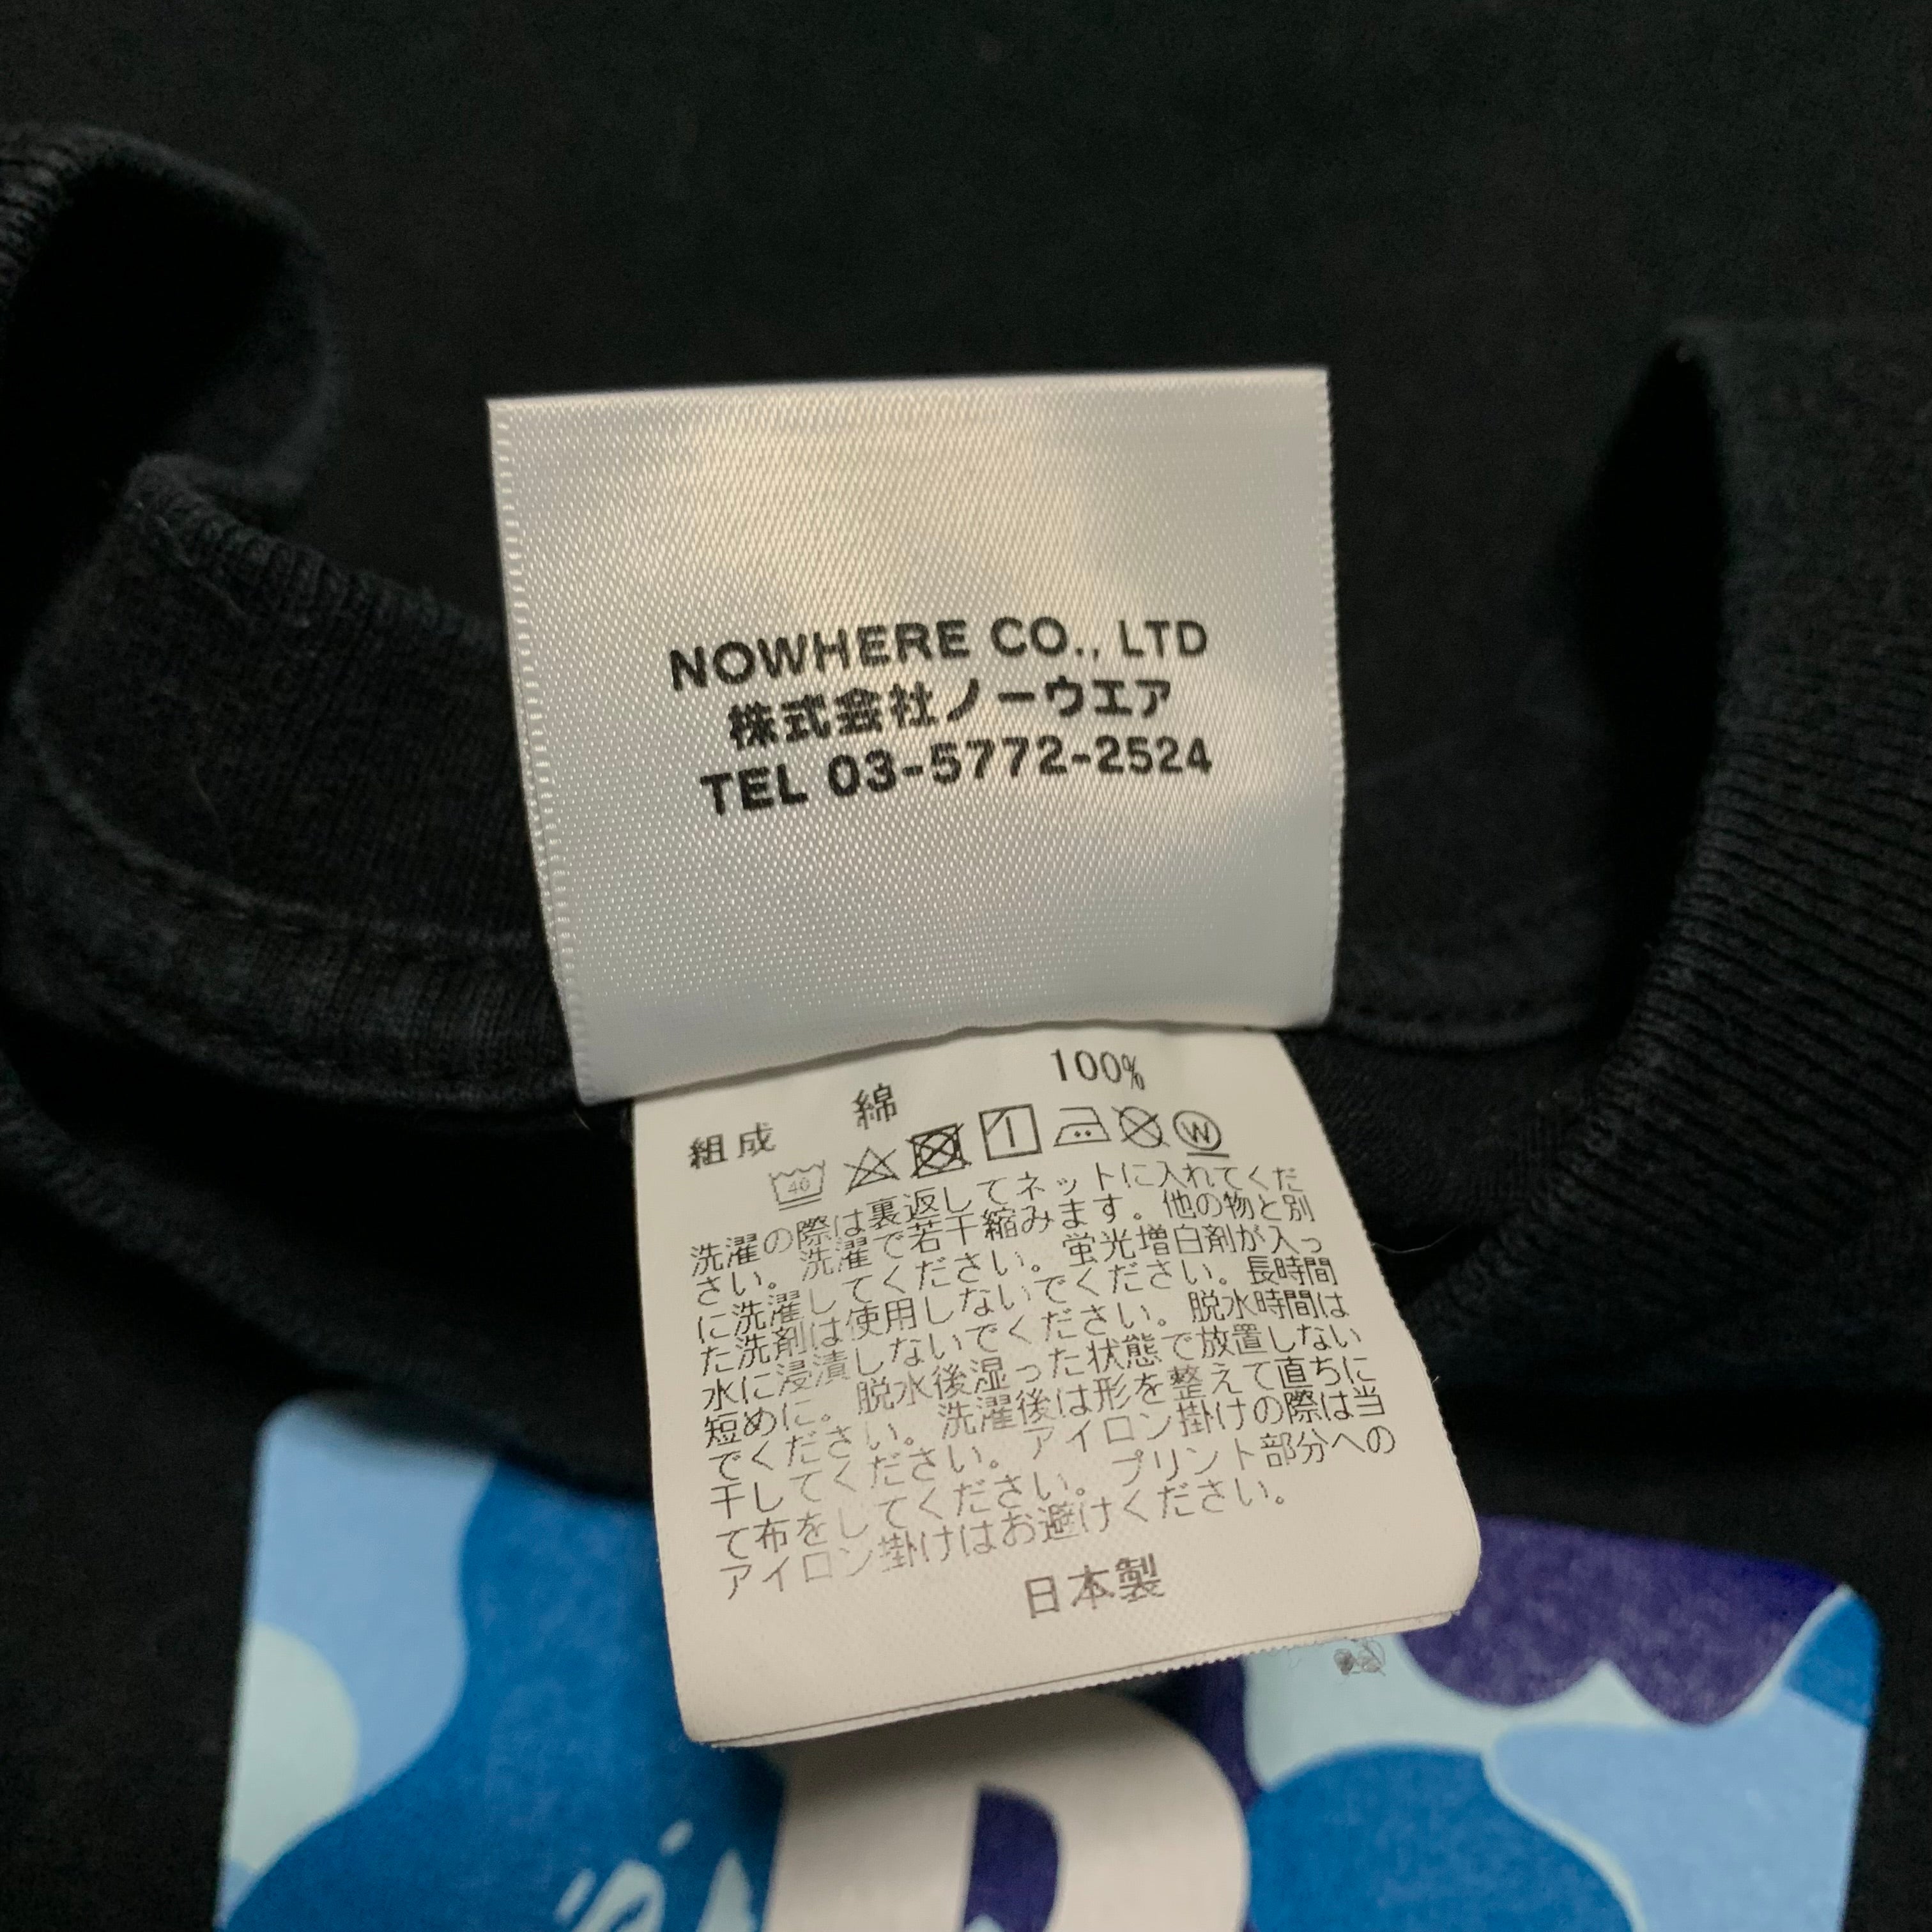 NOWHERE CO., LTD
株式会社ノーウエア
TEL 03-5772-2524
組成 綿 100%
40
W
洗濯の際は裏返してネットに入れてくだ
さい。洗濯で若干縮みます。他の物と別
に洗濯してください。蛍光増白剤が入っ
た洗剤は使用しないでください。長時間
水に浸漬しないでください。脱水時間は
短めに。脱水後湿った状態で放置しない
でください。洗濯後は形を整えて直ちに
干してください。アイロン掛けの際は当
て布をしてください。プリント部分への
アイロン掛けはお避けください。
日本製